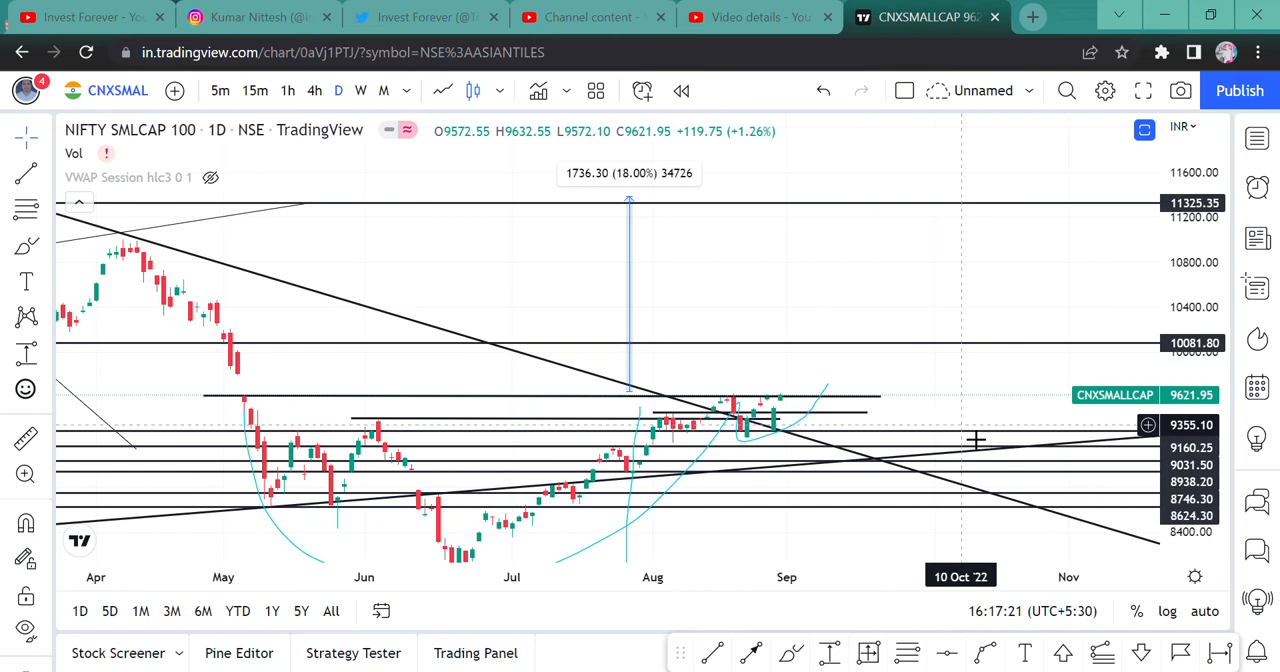 Invest Forever - Yo
Kumar Nittesh (@i
Invest Forever (@T
Channel content -
Video details - You
CNXSMALLCAP 962
in.tradingview.com/chart/0aVj1PTJ/?symbol=NSE%3AASIANTILES
4
CNXSMAL
5m 15m 1h 4h D W M
Unnamed
Publish
NIFTY SMLCAP 100 · 1D · NSE · TradingView
O9572.55 H9632.55 L9572.10 C9621.95 +119.75 (+1.26%)
INR
Vol !
VWAP Session hlc3 0 1
1736.30 (18.00%) 34726
11600.00
11325.35
11200.00
10800.00
10400.00
10081.80
10000.00
CNXSMALLCAP 9621.95
9355.10
9160.25
9031.50
8938.20
8746.30
8624.30
8400.00
Apr May Jun Jul Aug Sep 10 Oct '22 Nov
1D 5D 1M 3M 6M YTD 1Y 5Y All
16:17:21 (UTC+5:30) % log auto
Stock Screener Pine Editor Strategy Tester Trading Panel